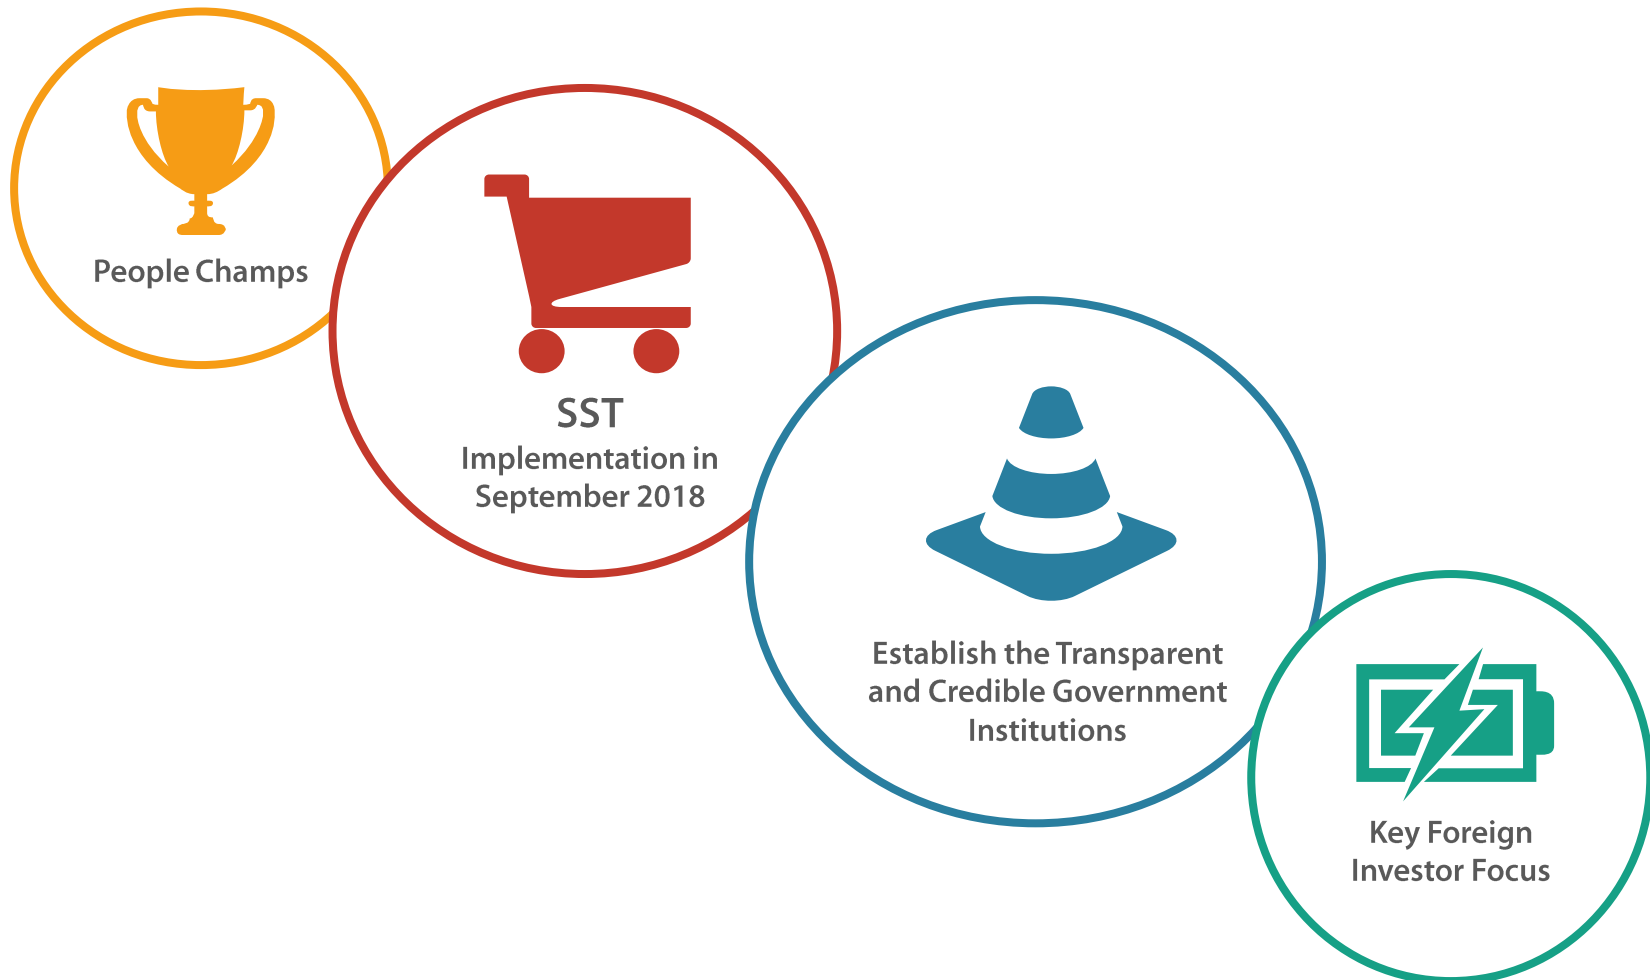 People Champs
SST
Implementation in
September 2018
Establish the Transparent
and Credible Government
Institutions
Key Foreign
Investor Focus